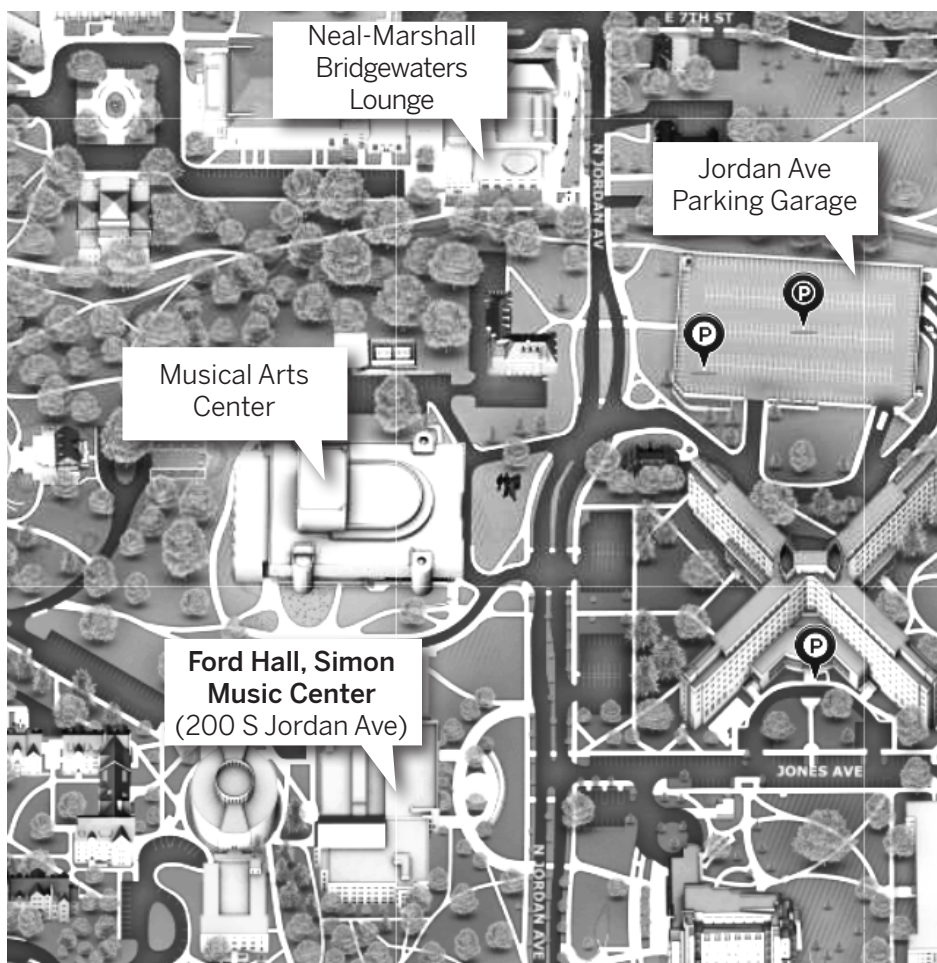 E 7TH ST
Neal-Marshall
Bridgewaters
Lounge
N JORDAN AV
Jordan Ave
Parking Garage
P
P
Musical Arts
Center
Ford Hall, Simon
Music Center
(200 S Jordan Ave)
P
JONES AVE
N JORDAN AVE